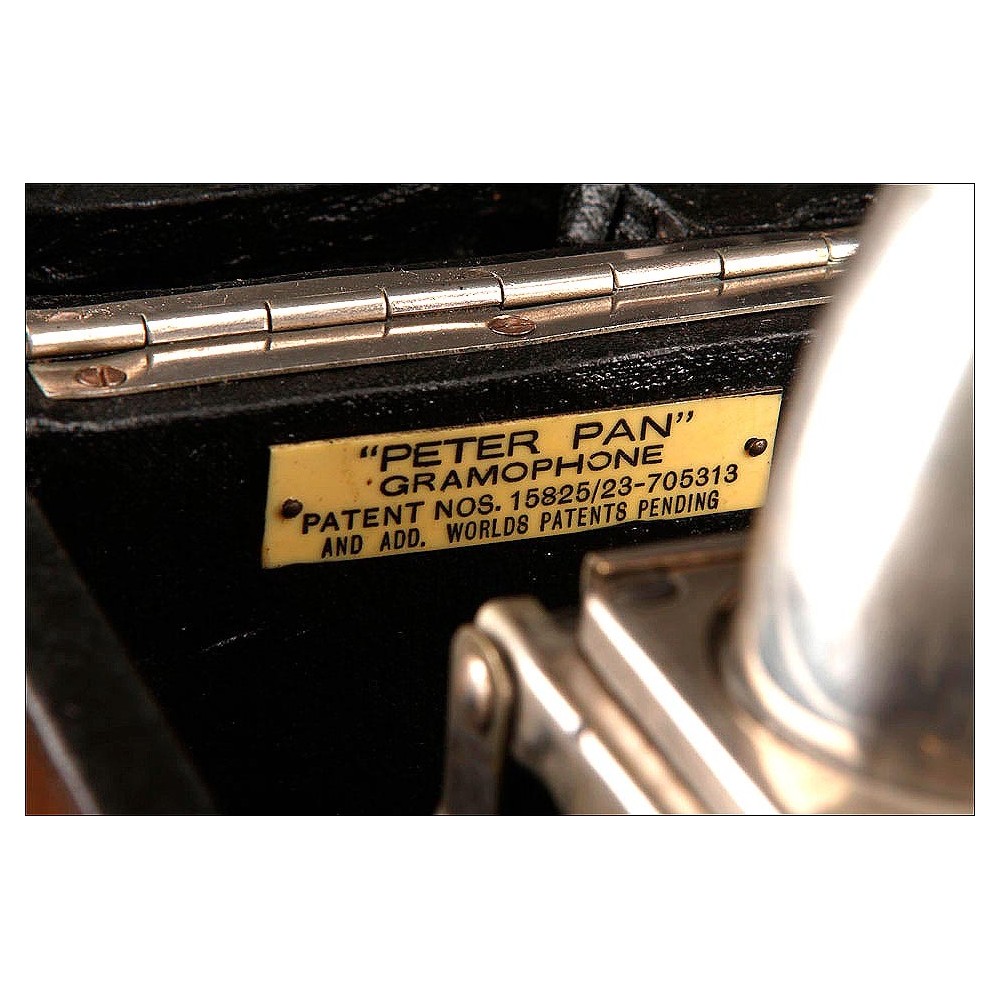 “PETER PAN”
GRAMOPHONE
PATENT NOS. 15825/23-705313
AND ADD. WORLDS PATENTS PENDING